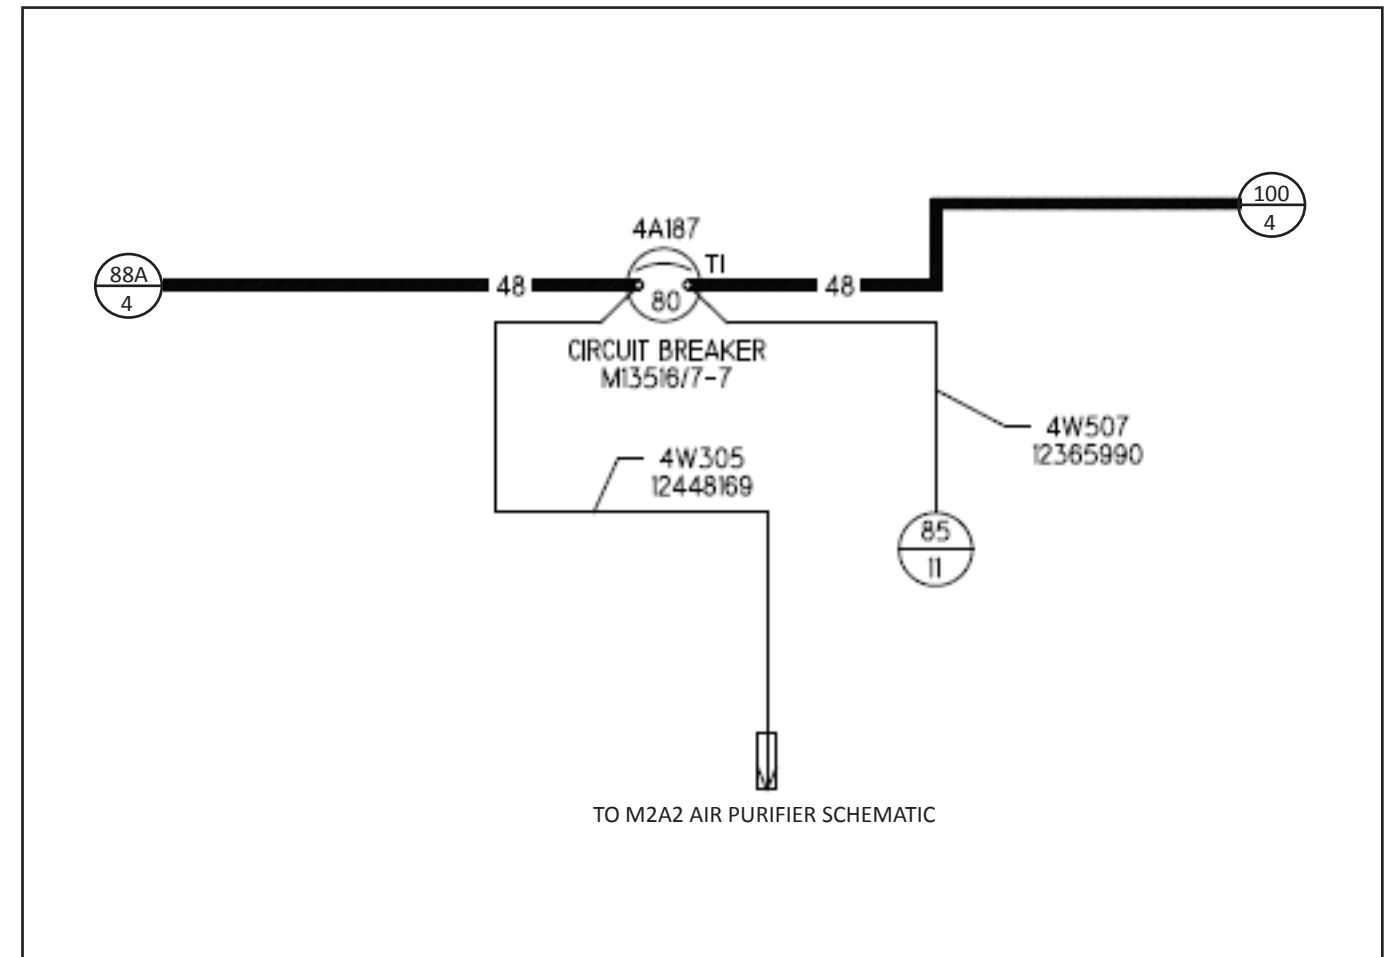 100
4
4A187
T1
88A
4
48
80
48
CIRCUIT BREAKER
M13516/7-7
4W507
12365990
4W305
12448169
85
11
TO M2A2 AIR PURIFIER SCHEMATIC